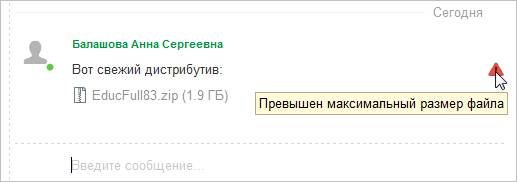 Сегодня
Балашова Анна Сергеевна
Вот свежий дистрибутив:
EducFull83.zip (1.9 ГБ)
Превышен максимальный размер файла
Введите сообщение...